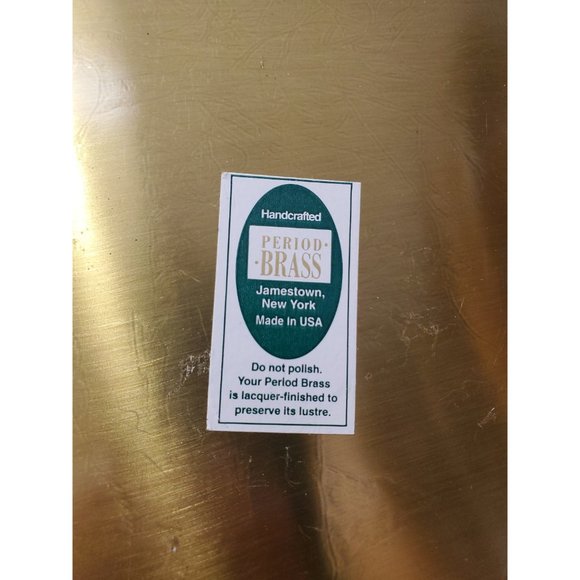 Handcrafted
PERIOD·
·BRASS
Jamestown,
New York
Made In USA
Do not polish.
Your Period Brass
is lacquer-finished to
preserve its lustre.